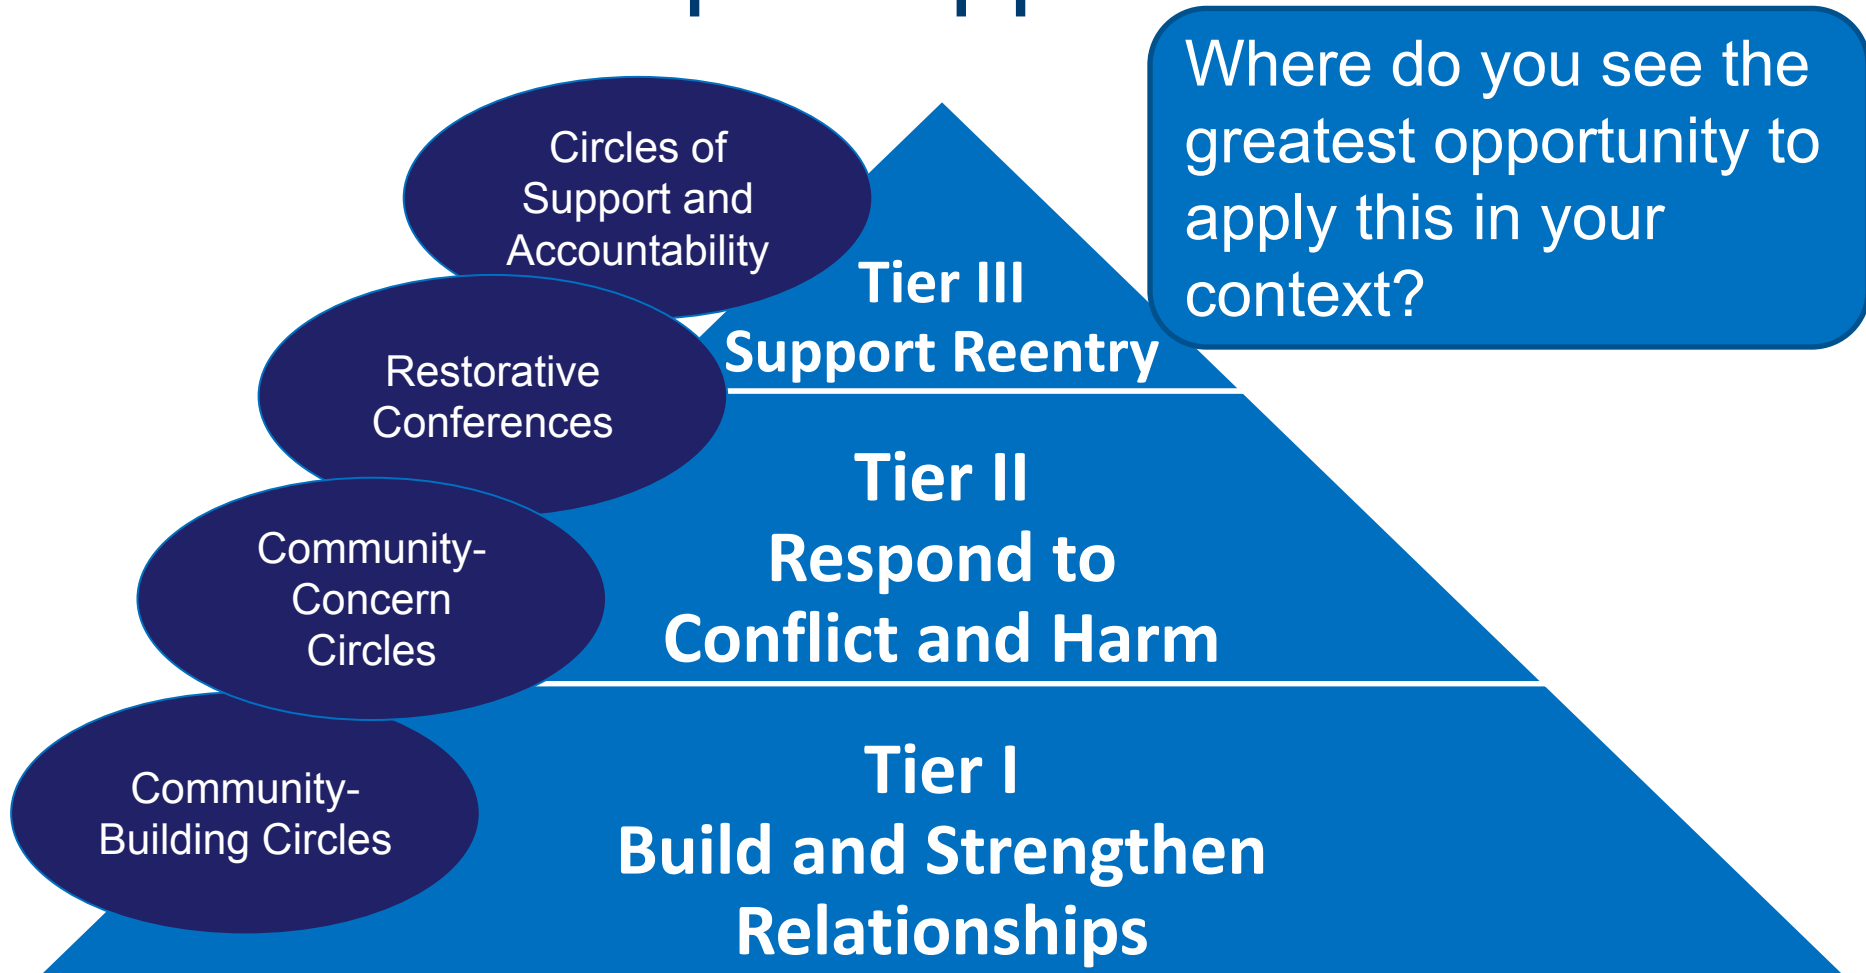 Where do you see the
greatest opportunity to
apply this in your
context?
Circles of
Support and
Accountability
Tier III
Support Reentry
Restorative
Conferences
Tier II
Respond to
Conflict and Harm
Community-
Concern
Circles
Tier I
Build and Strengthen
Relationships
Community-
Building Circles